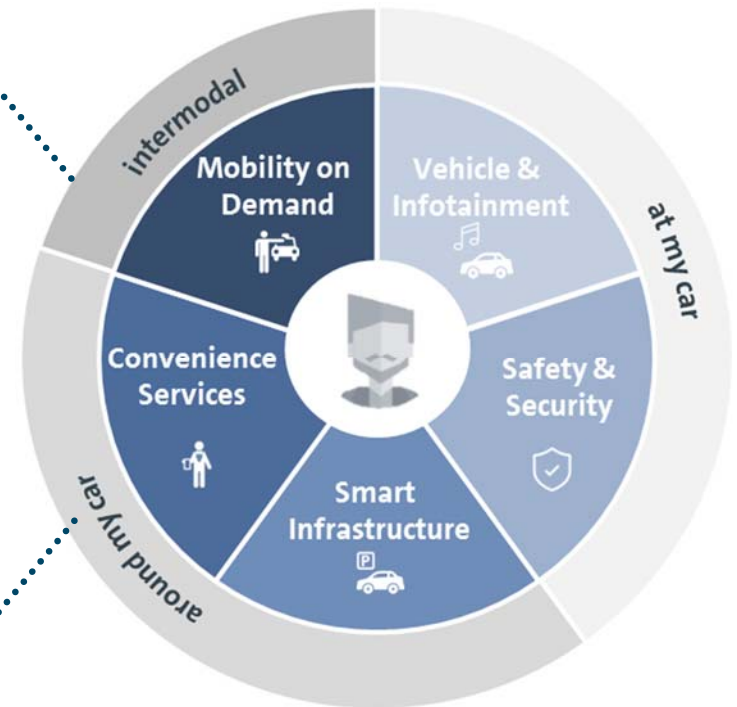 intermodal
Mobility on
Demand
Vehicle &
Infotainment
at my car
Convenience
Services
Safety &
Security
Smart
Infrastructure
P
around my car